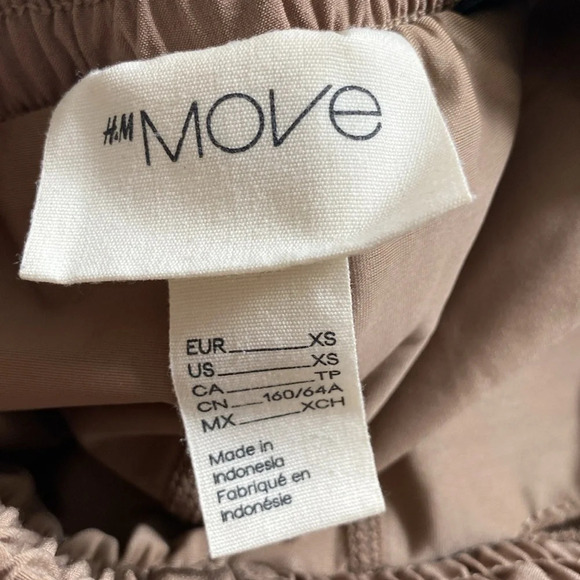 H&M MOVE
EUR XS
US XS
CA TP
CN 160/64A
MX XCH
Made in
Indonesia
Fabriqué en
Indonésie